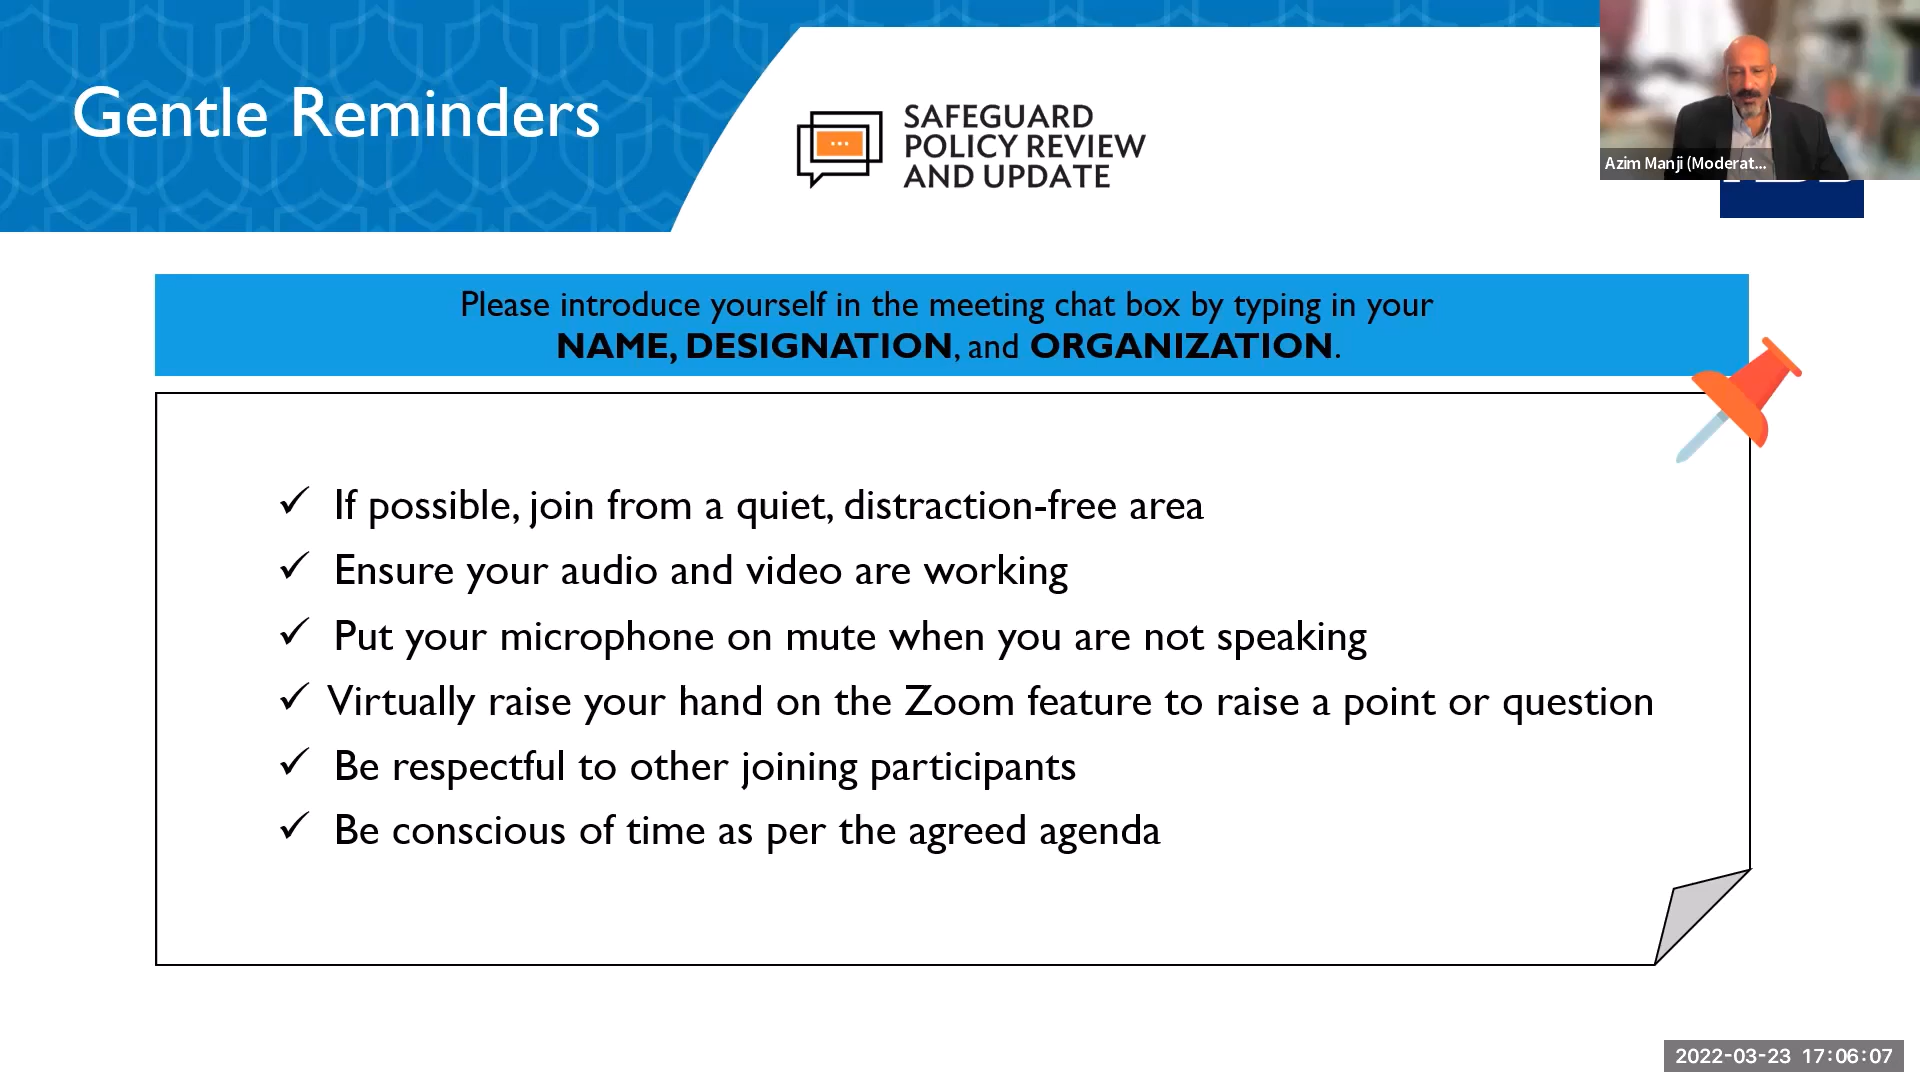 Gentle Reminders
SAFEGUARD
POLICY REVIEW
AND UPDATE
Azim Manji (Moderat...
Please introduce yourself in the meeting chat box by typing in your
NAME, DESIGNATION, and ORGANIZATION.
✓ If possible, join from a quiet, distraction-free area
✓ Ensure your audio and video are working
✓ Put your microphone on mute when you are not speaking
✓ Virtually raise your hand on the Zoom feature to raise a point or question
✓ Be respectful to other joining participants
✓ Be conscious of time as per the agreed agenda
2022-03-23 17:06:07